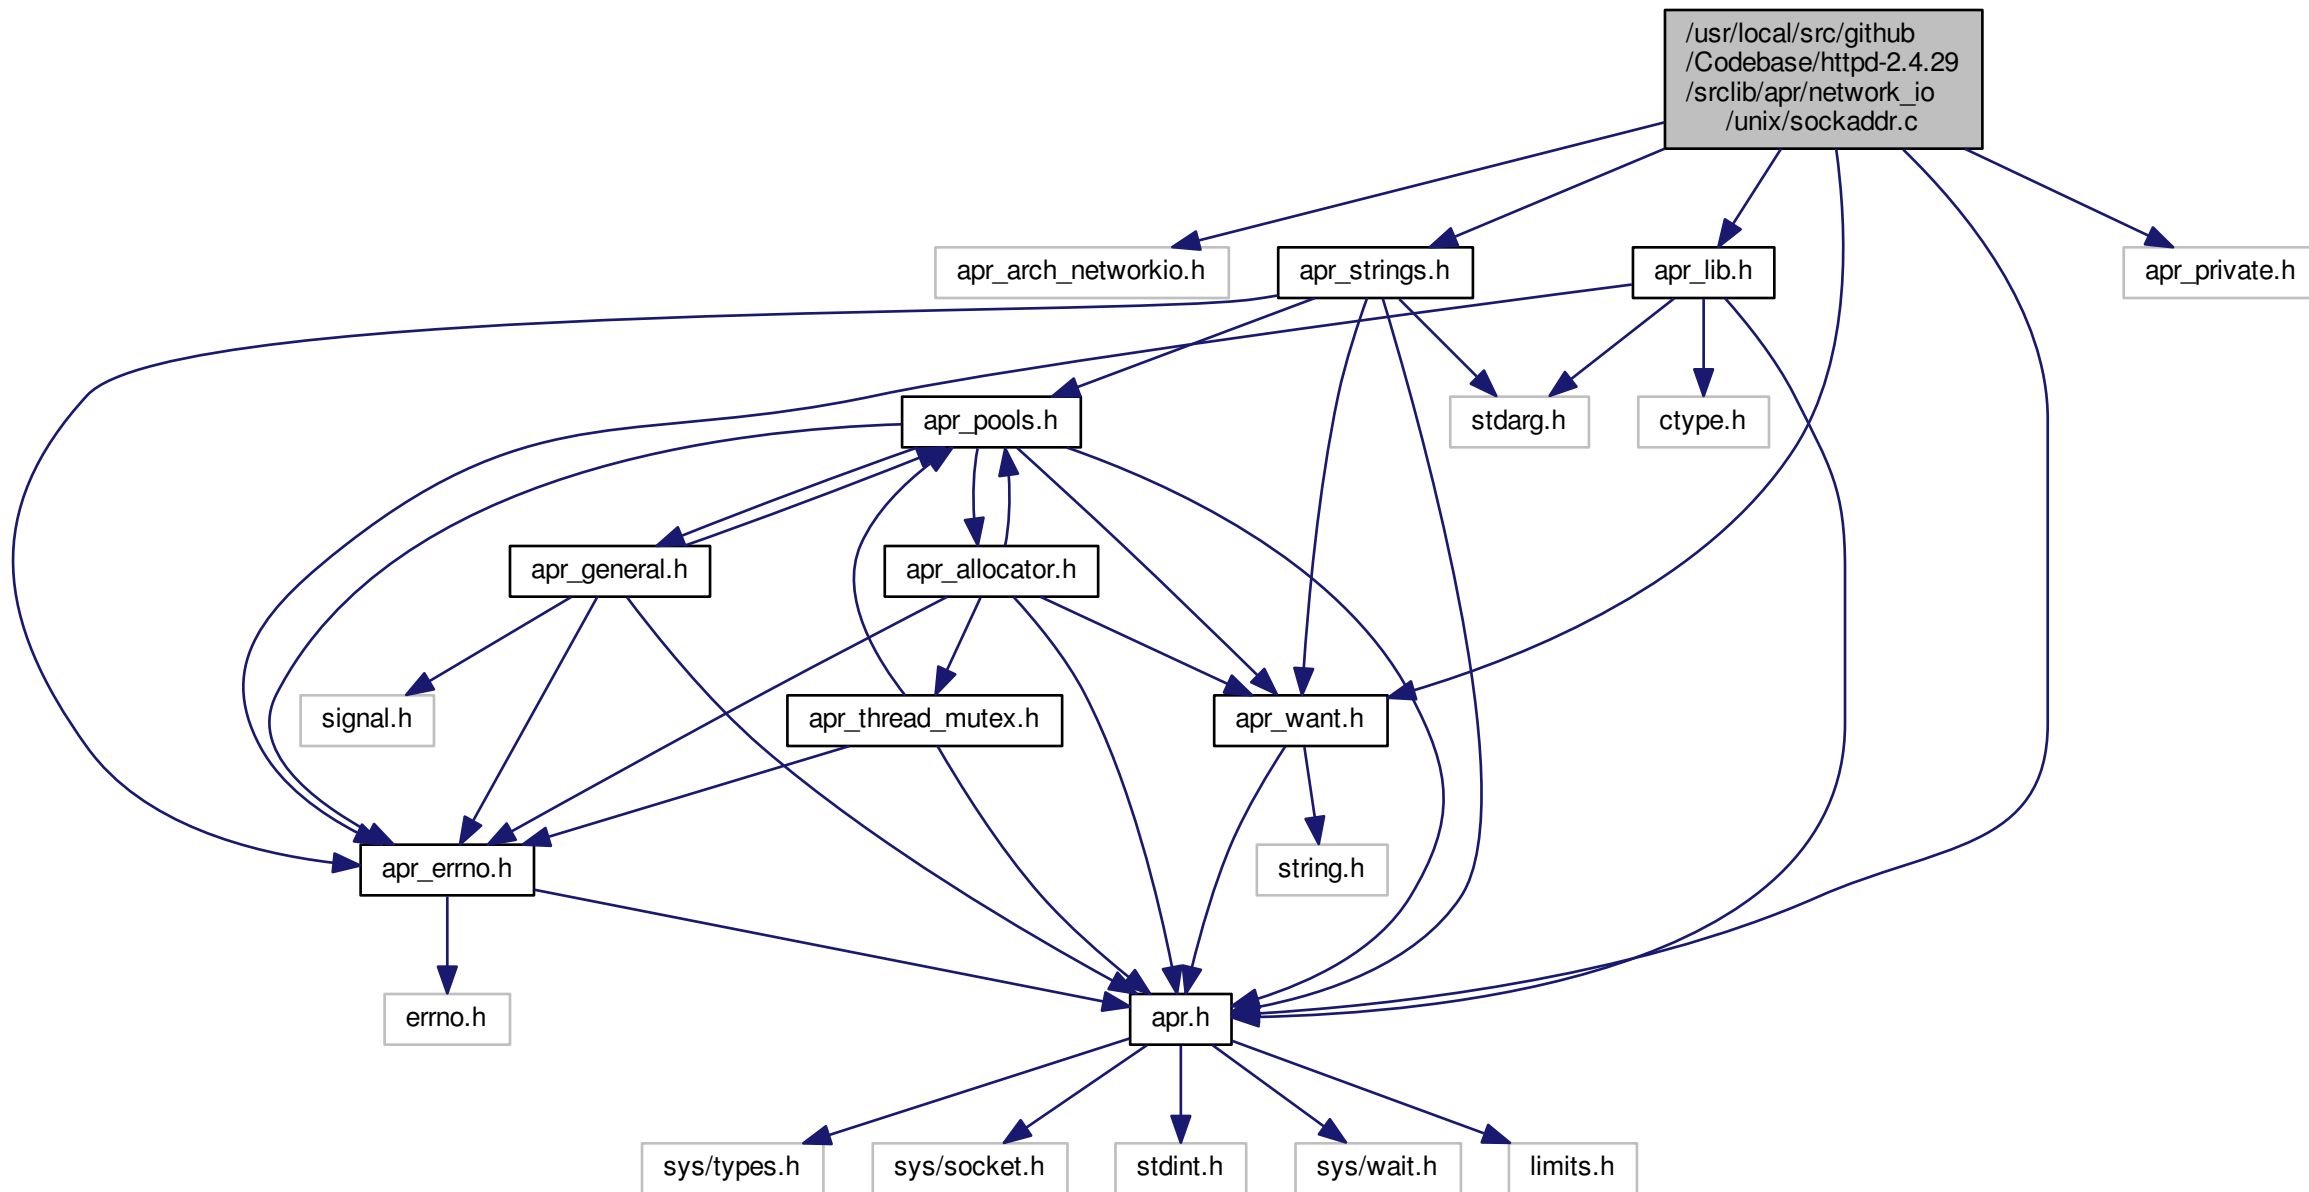 /usr/local/src/github
/Codebase/httpd-2.4.29
/srclib/apr/network_io
/unix/sockaddr.c
apr_arch_networkio.h
apr_strings.h
apr_lib.h
apr_private.h
apr_pools.h
stdarg.h
ctype.h
apr_general.h
apr_allocator.h
signal.h
apr_thread_mutex.h
apr_want.h
apr_errno.h
string.h
errno.h
apr.h
sys/types.h
sys/socket.h
stdint.h
sys/wait.h
limits.h